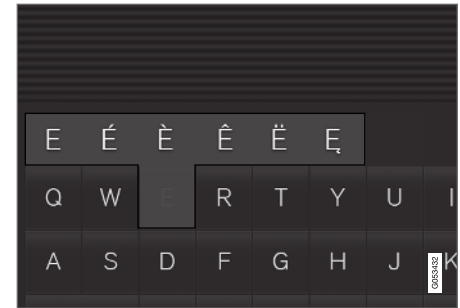 E É È Ê Ë Ę
Q W E R T Y U I
A S D F G H J K
G053432